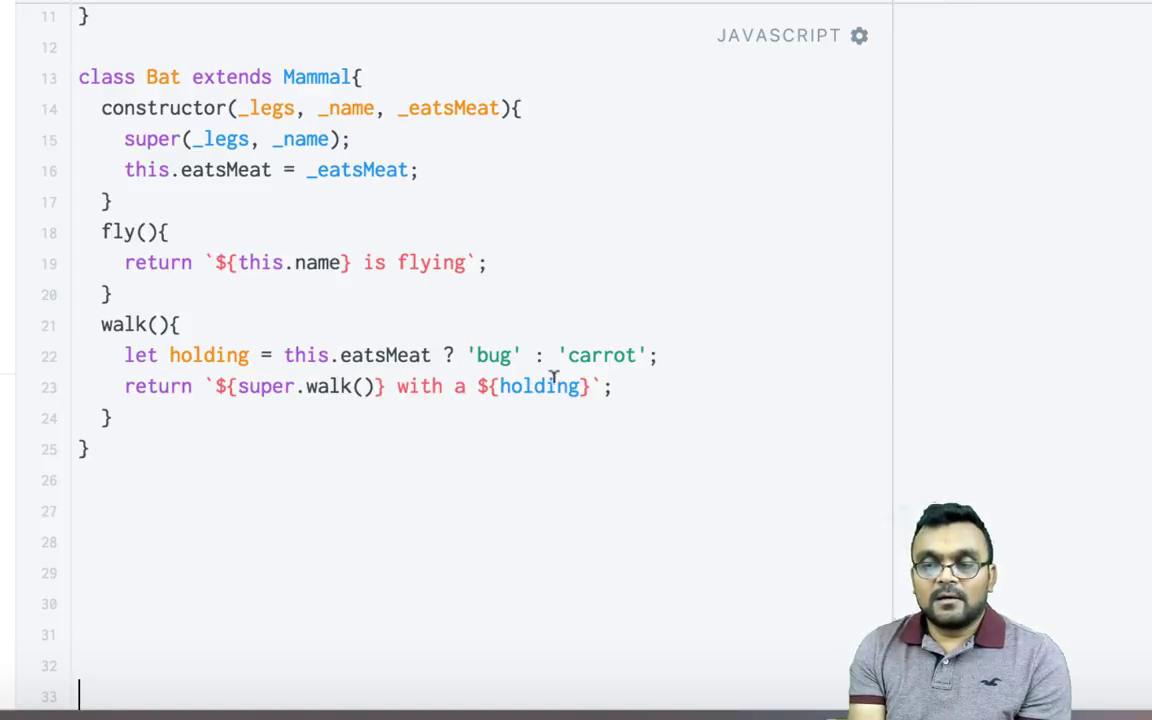 11 }
12
JAVASCRIPT
13 class Bat extends Mammal{
14 constructor(_legs, _name, _eatsMeat){
15 super(_legs, _name);
16 this.eatsMeat = _eatsMeat;
17 }
18 fly(){
19 return `${this.name} is flying`;
20 }
21 walk(){
22 let holding = this.eatsMeat ? 'bug' : 'carrot';
23 return `${super.walk()} with a ${holding}`;
24 }
25 }
26
27
28
29
30
31
32
33